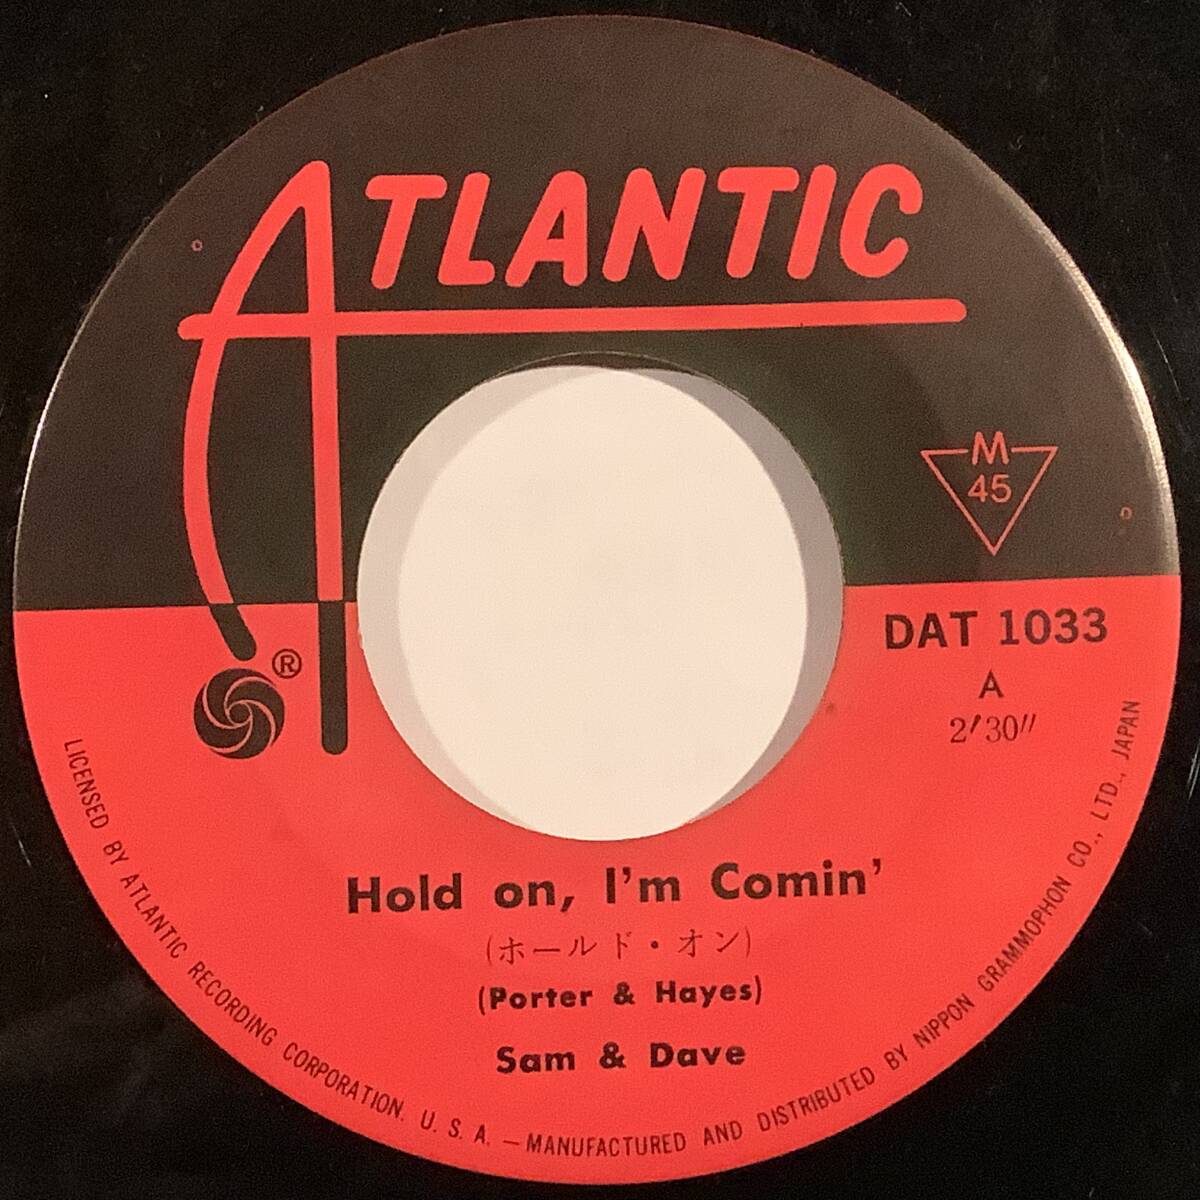 ATLANTIC
M
45
®
DAT 1033
A
2′30″
Hold on, I'm Comin'
(ホールド・オン)
(Porter & Hayes)
Sam & Dave
LICENSED BY ATLANTIC RECORDING CORPORATION. U. S. A. — MANUFACTURED AND DISTRIBUTED BY NIPPON GRAMMOPHON CO., LTD., JAPAN